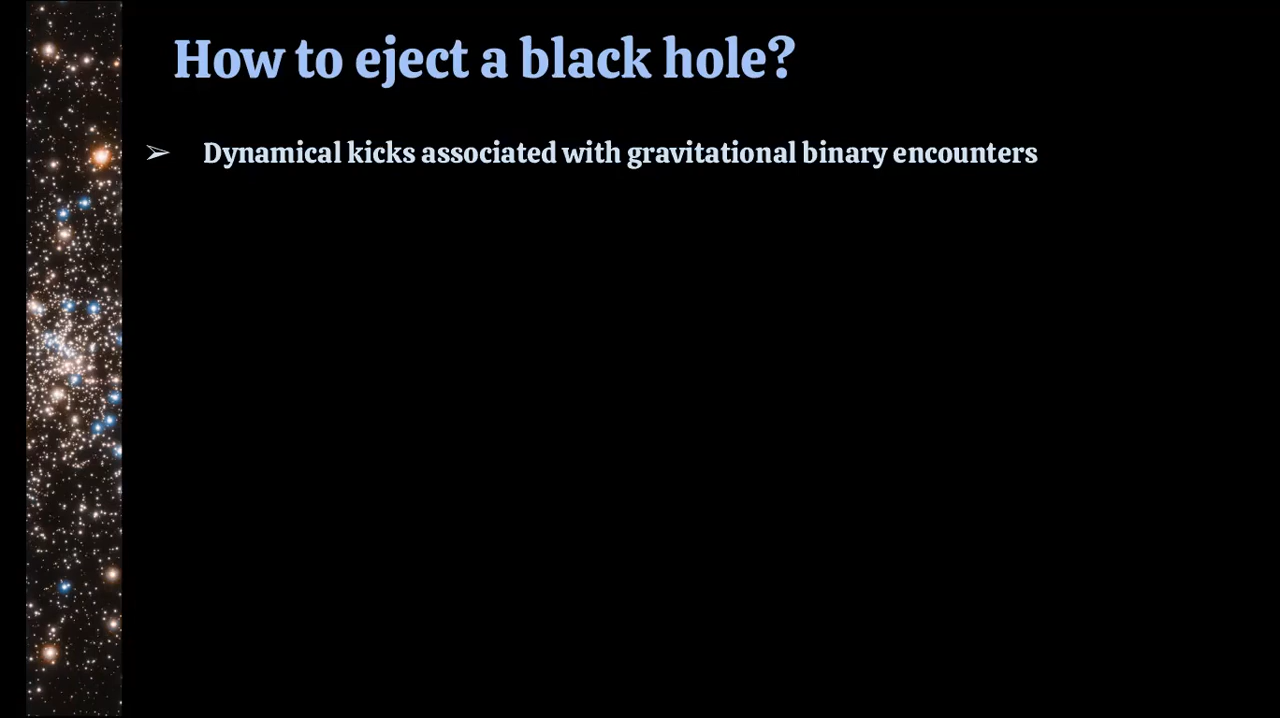 How to eject a black hole?
➢ Dynamical kicks associated with gravitational binary encounters